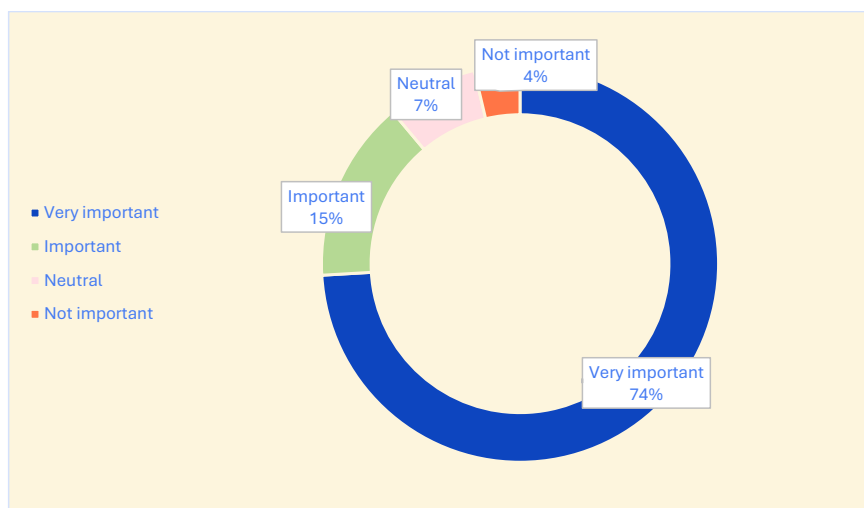 Not important
4%
Neutral
7%
Important
15%
Very important
Important
Neutral
Not important
Very important
74%